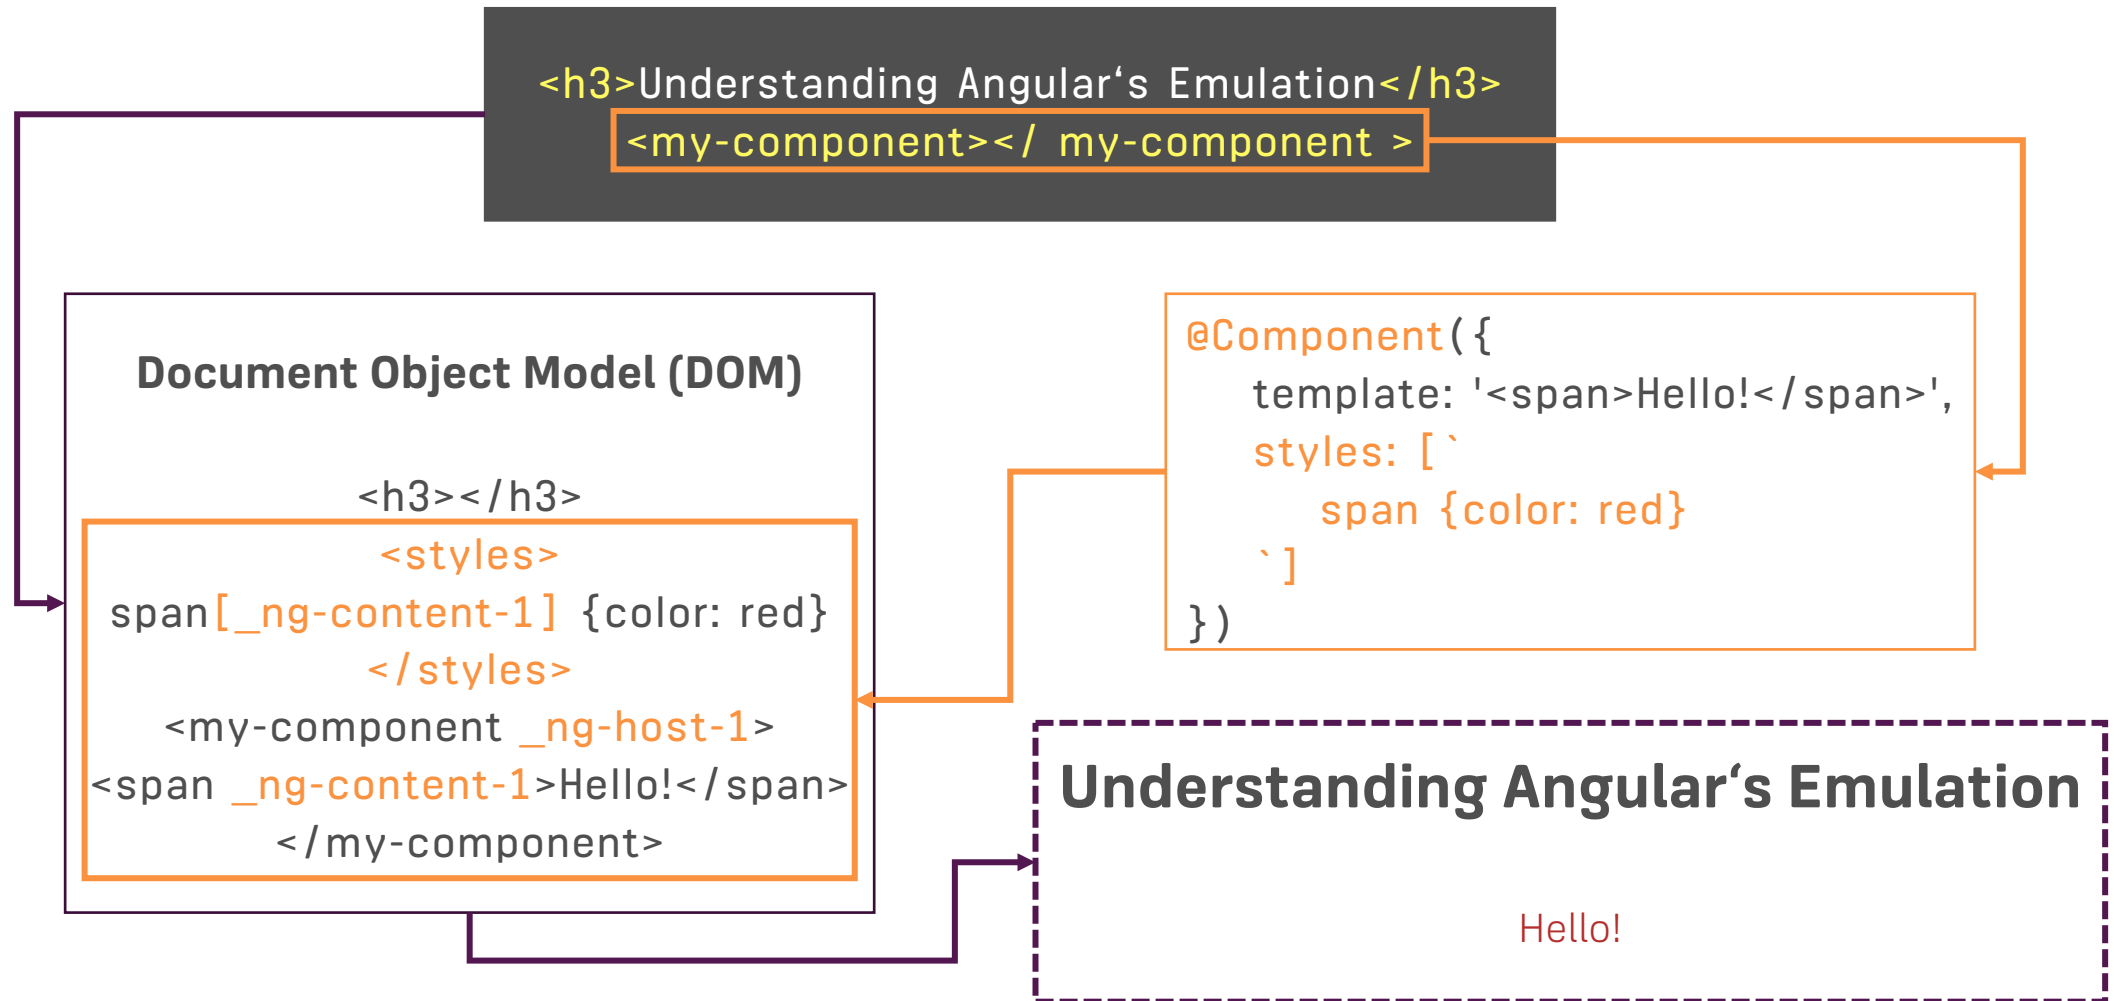 <h3>Understanding Angular‘s Emulation</h3>
<my-component></ my-component >
Document Object Model (DOM)
<h3></h3>
<styles>
span[_ng-content-1] {color: red}
</styles>
<my-component _ng-host-1>
<span _ng-content-1>Hello!</span>
</my-component>
@Component({
template: '<span>Hello!</span>',
styles: [`
span {color: red}
`]
})
Understanding Angular‘s Emulation
Hello!